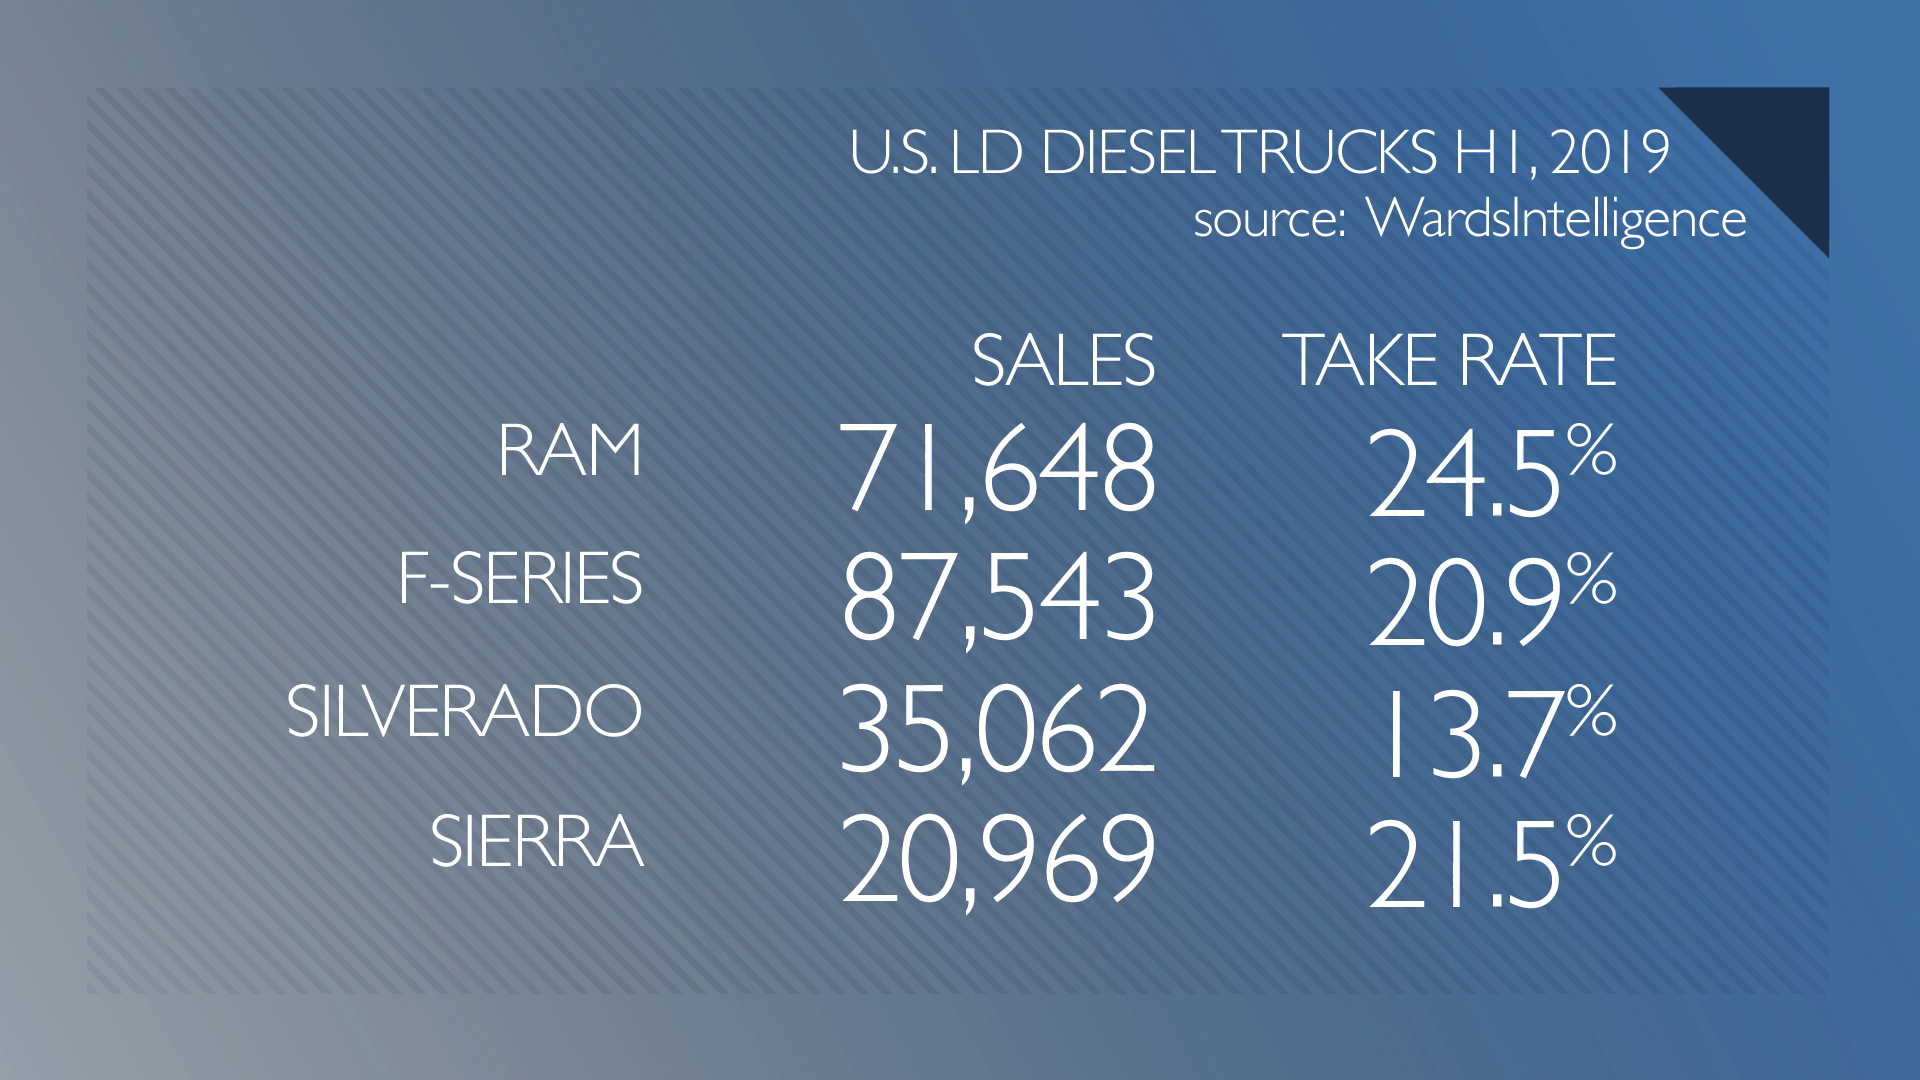 U.S. LD DIESEL TRUCKS H1, 2019
source: WardsIntelligence
SALES TAKE RATE
RAM 71,648 24.5%
F-SERIES 87,543 20.9%
SILVERADO 35,062 13.7%
SIERRA 20,969 21.5%